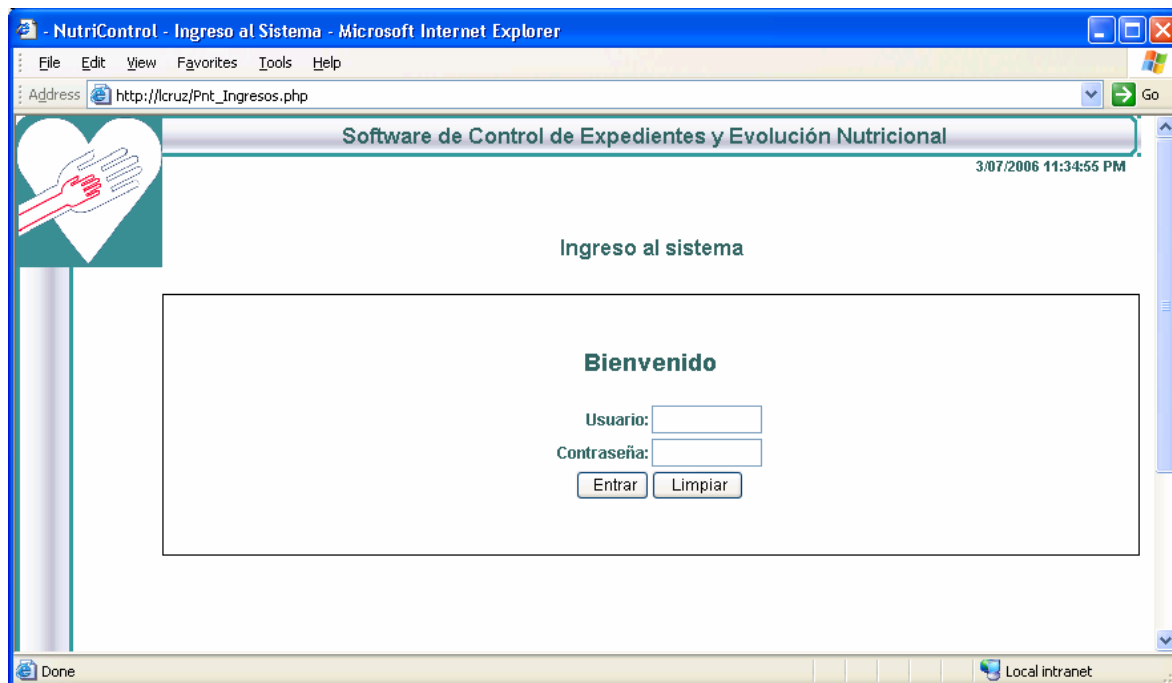 - NutriControl - Ingreso al Sistema - Microsoft Internet Explorer
File Edit View Favorites Tools Help
Address http://lcruz/Pnt_Ingresos.php Go
Software de Control de Expedientes y Evolución Nutricional
3/07/2006 11:34:55 PM
Ingreso al sistema
Bienvenido
Usuario:
Contraseña:
Entrar Limpiar
Done Local intranet